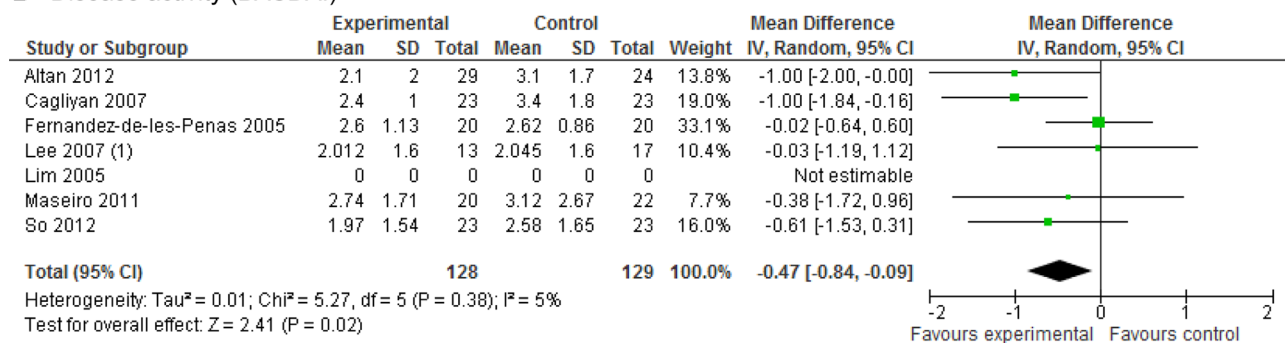 Disease activity (BASDAI)
Experimental Control Mean Difference Mean Difference
Study or Subgroup Mean SD Total Mean SD Total Weight IV, Random, 95% CI IV, Random, 95% CI
Altan 2012 2.1 2 29 3.1 1.7 24 13.8% -1.00 [-2.00, -0.00]
Cagliyan 2007 2.4 1 23 3.4 1.8 23 19.0% -1.00 [-1.84, -0.16]
Fernandez-de-les-Penas 2005 2.6 1.13 20 2.62 0.86 20 33.1% -0.02 [-0.64, 0.60]
Lee 2007 (1) 2.012 1.6 13 2.045 1.6 17 10.4% -0.03 [-1.19, 1.12]
Lim 2005 0 0 0 0 0 0 Not estimable
Maseiro 2011 2.74 1.71 20 3.12 2.67 22 7.7% -0.38 [-1.72, 0.96]
So 2012 1.97 1.54 23 2.58 1.65 23 16.0% -0.61 [-1.53, 0.31]
Total (95% CI) 128 129 100.0% -0.47 [-0.84, -0.09]
Heterogeneity: Tau² = 0.01; Chi² = 5.27, df = 5 (P = 0.38); I² = 5%
Test for overall effect: Z = 2.41 (P = 0.02)
-2 -1 0 1 2
Favours experimental Favours control